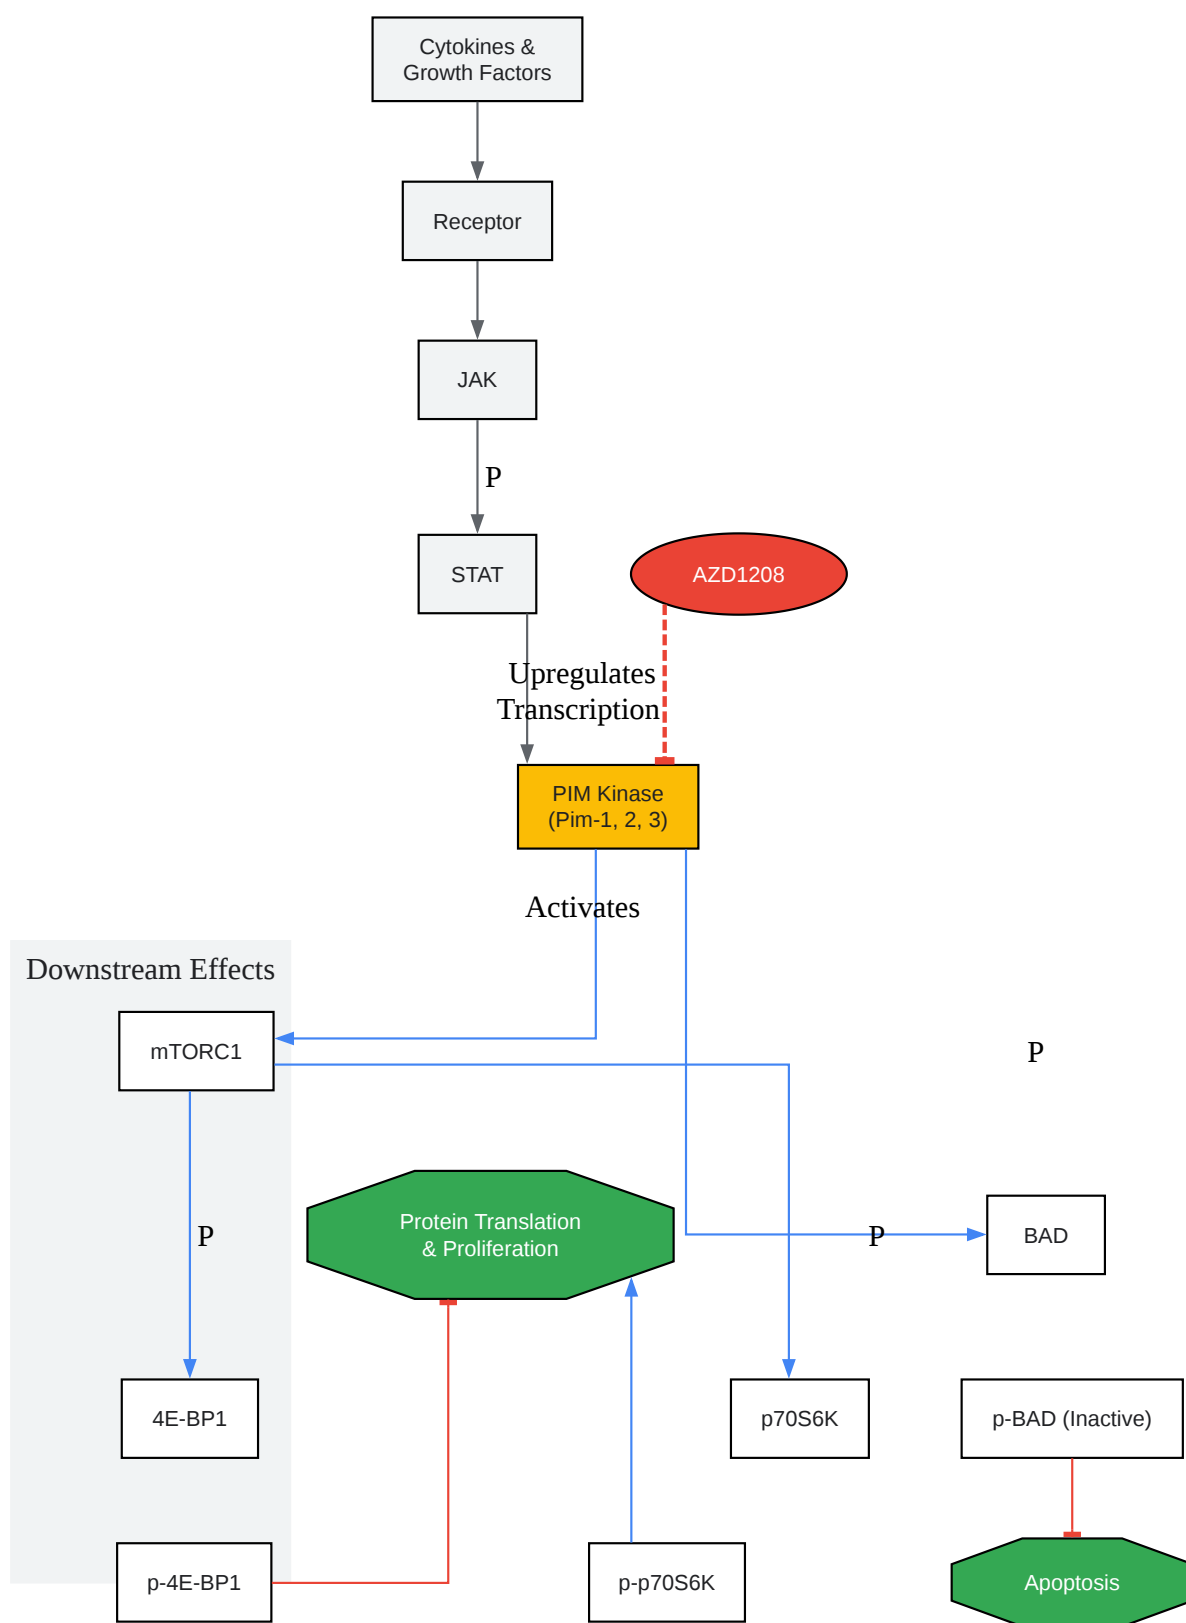 Cytokines &
Growth Factors
Receptor
JAK
P
STAT
AZD1208
Upregulates
Transcription
PIM Kinase
(Pim-1, 2, 3)
Activates
Downstream Effects
mTORC1
P
Protein Translation
& Proliferation
P
P
BAD
4E-BP1
p70S6K
p-BAD (Inactive)
p-4E-BP1
p-p70S6K
Apoptosis